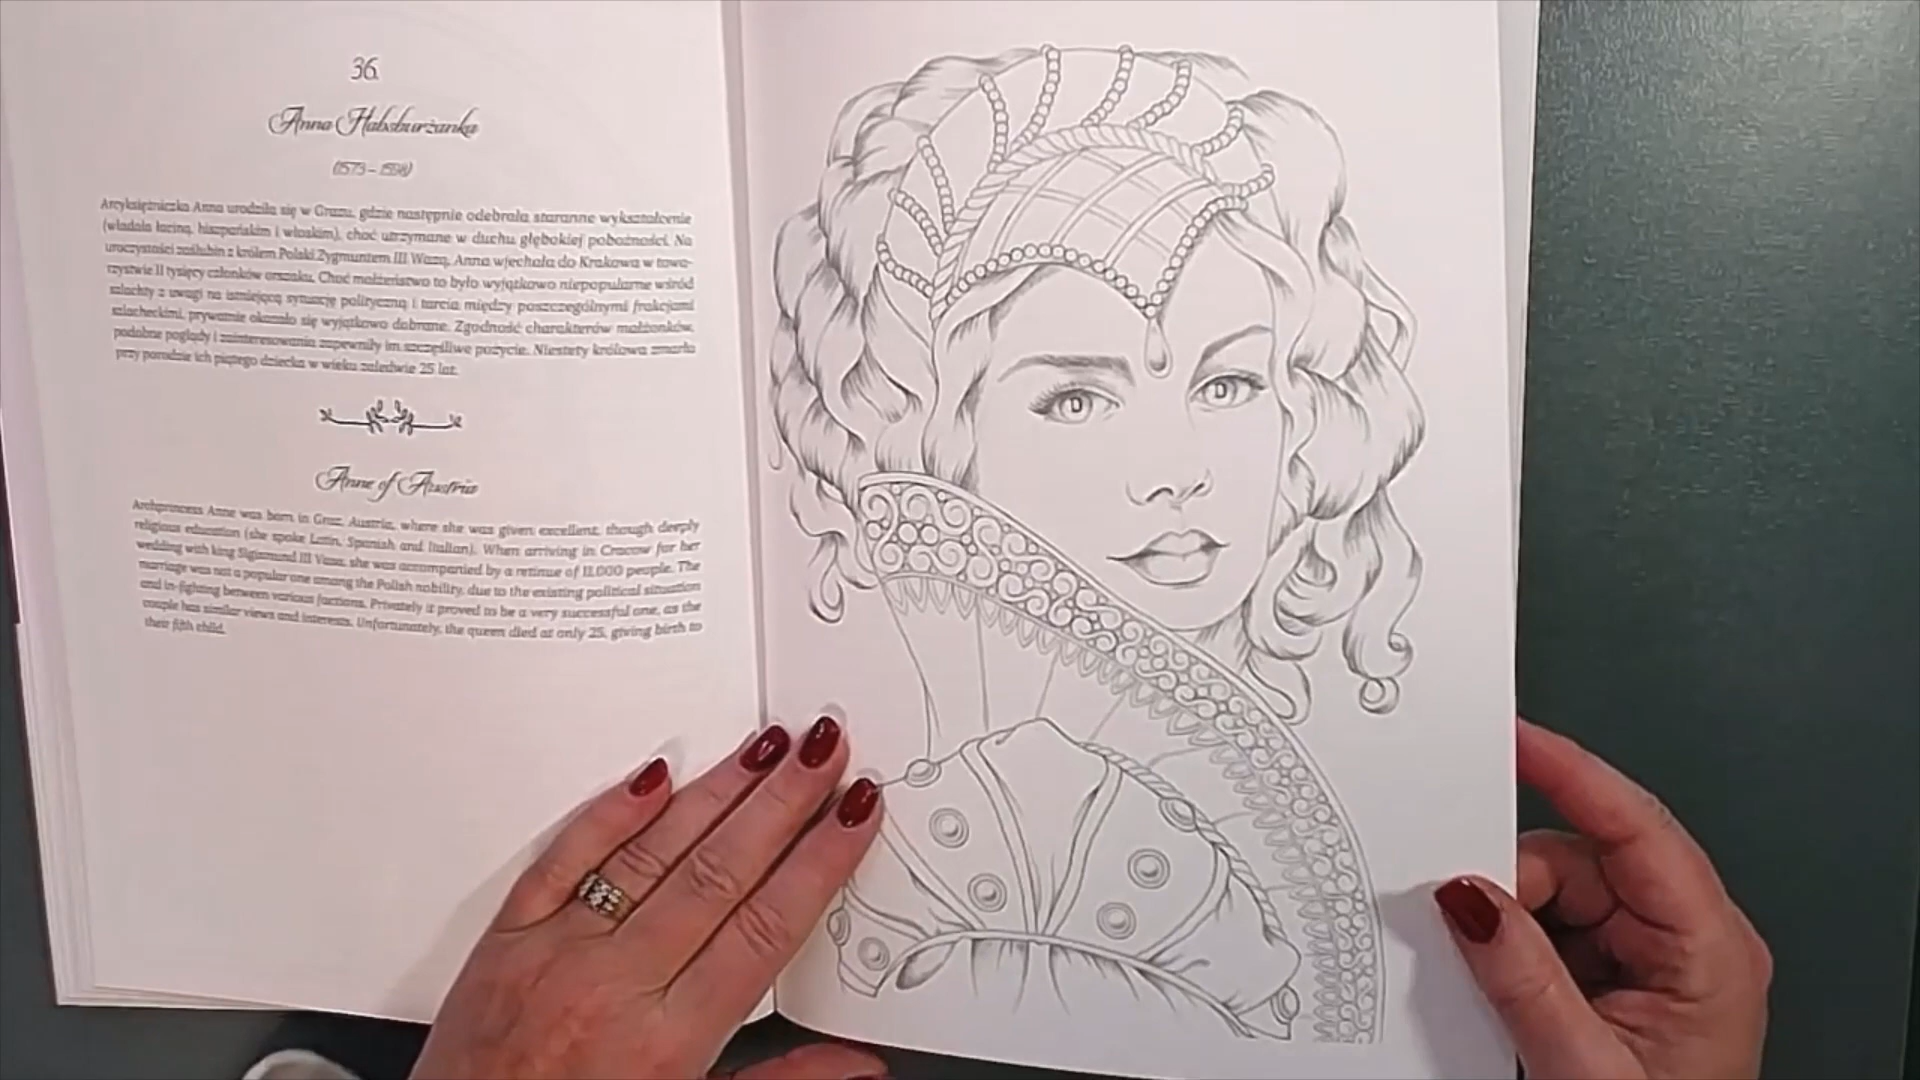 36.
Anna Habsburżanka
(1573 – 1598)
Arcyksiężniczka Anna urodziła się w Grazu, gdzie następnie odebrała staranne wykształcenie
(władała łaciną, hiszpańskim i włoskim), choć utrzymane w duchu głębokiej pobożności. Na
uroczystości zaślubin z królem Polski Zygmuntem III Wazą, Anna wjechała do Krakowa w towa-
rzystwie 11 tysięcy członków orszaku. Choć małżeństwo to było wyjątkowo niepopularne wśród
szlachty z uwagi na istniejącą sytuację polityczną i tarcia między poszczególnymi frakcjami
szlacheckimi, prywatnie okazało się wyjątkowo dobrane. Zgodność charakterów małżonków,
podobne poglądy i zainteresowania zapewniły im szczęśliwe pożycie. Niestety królowa zmarła
przy porodzie ich piątego dziecka w wieku zaledwie 25 lat.
Anne of Austria
Archprincess Anne was born in Graz, Austria, where she was given excellent, though deeply
religious education (she spoke Latin, Spanish and Italian). When arriving in Cracow for her
wedding with king Sigismund III Vasa, she was accompanied by a retinue of 11,000 people. The
marriage was not a popular one among the Polish nobility, due to the existing political situation
and in-fighting between various factions. Privately it proved to be a very successful one, as the
couple has similar views and interests. Unfortunately, the queen died at only 25, giving birth to
their fifth child.